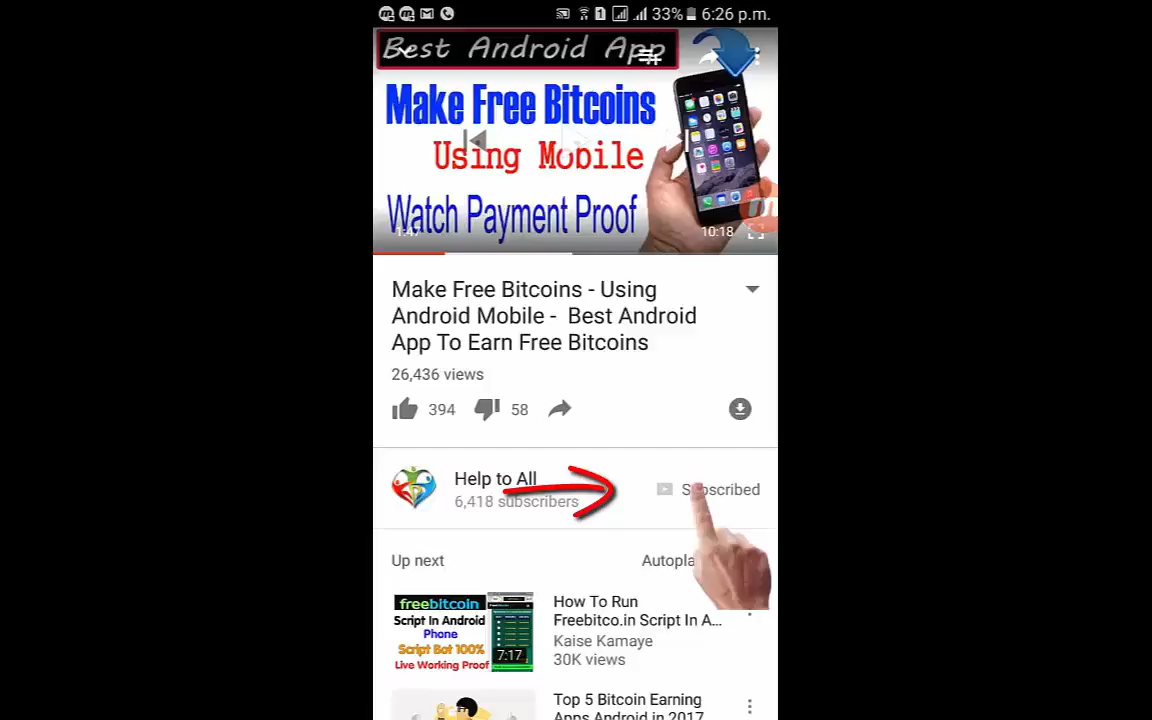 33% 6:26 p.m.
Best Android App
Make Free Bitcoins
Using Mobile
Watch Payment Proof
1:47
10:18
Make Free Bitcoins - Using
Android Mobile - Best Android
App To Earn Free Bitcoins
26,436 views
394
58
Help to All
6,418 subscribers
Subscribed
Up next
Autopla
freebitcoin
Script In Android
Phone
Script Bot 100%
Live Working Proof
7:17
How To Run
Freebitco.in Script In A...
Kaise Kamaye
30K views
Top 5 Bitcoin Earning
Apps Android in 2017